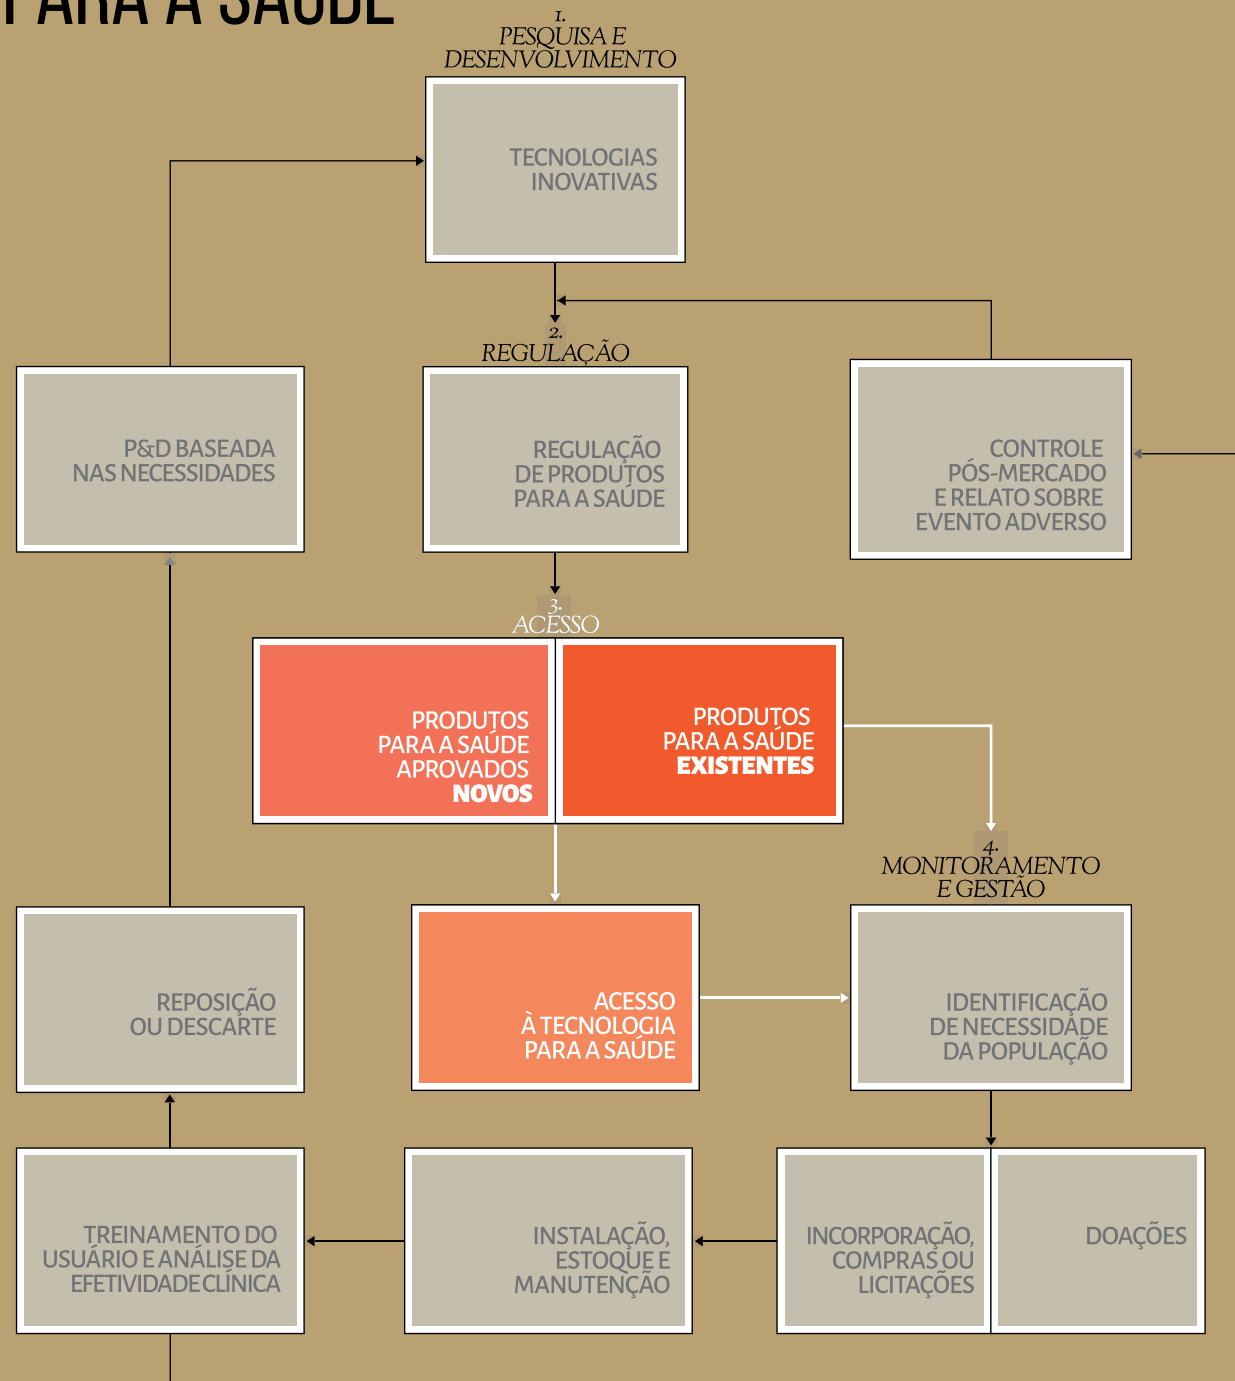 PARA A SAÚDE
1.
PESQUISA E
DESENVOLVIMENTO
TECNOLOGIAS
INOVATIVAS
2.
REGULAÇÃO
P&D BASEADA
NAS NECESSIDADES
REGULAÇÃO
DE PRODUTOS
PARA A SAÚDE
CONTROLE
PÓS-MERCADO
E RELATO SOBRE
EVENTO ADVERSO
3.
ACESSO
PRODUTOS
PARA A SAÚDE
APROVADOS
NOVOS
PRODUTOS
PARA A SAÚDE
EXISTENTES
4.
MONITORAMENTO
E GESTÃO
REPOSIÇÃO
OU DESCARTE
ACESSO
À TECNOLOGIA
PARA A SAÚDE
IDENTIFICAÇÃO
DE NECESSIDADE
DA POPULAÇÃO
TREINAMENTO DO
USUÁRIO E ANÁLISE DA
EFETIVIDADE CLÍNICA
INSTALAÇÃO,
ESTOQUE E
MANUTENÇÃO
INCORPORAÇÃO,
COMPRAS OU
LICITAÇÕES
DOAÇÕES